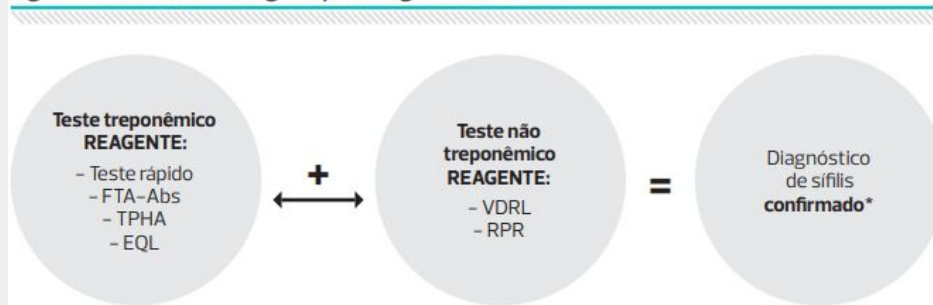 Teste treponêmico
REAGENTE:
– Teste rápido
– FTA-Abs
– TPHA
– EQL
+
Teste não
treponêmico
REAGENTE:
– VDRL
– RPR
=
Diagnóstico
de sífilis
confirmado*